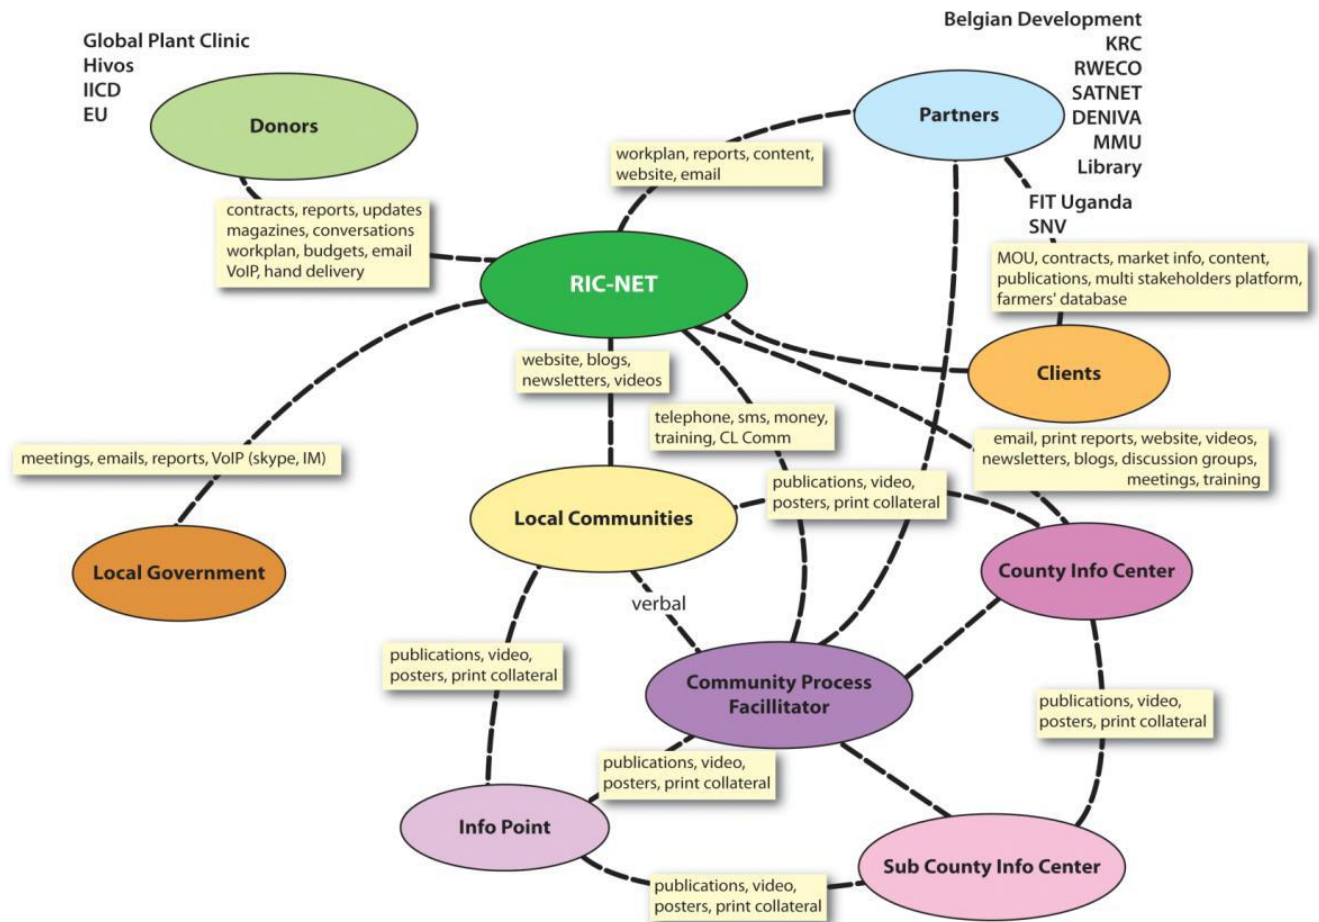 Global Plant Clinic
Hivos
IICD
EU
Donors
Belgian Development
KRC
RWECO
SATNET
DENIVA
MMU
Library
Partners
FIT Uganda
SNV
workplan, reports, content,
website, email
contracts, reports, updates
magazines, conversations
workplan, budgets, email
VoIP, hand delivery
RIC-NET
MOU, contracts, market info, content,
publications, multi stakeholders platform,
farmers' database
Clients
website, blogs,
newsletters, videos
telephone, sms, money,
training, CL Comm
meetings, emails, reports, VoIP (skype, IM)
email, print reports, website, videos,
newsletters, blogs, discussion groups,
meetings, training
publications, video,
posters, print collateral
Local Communities
Local Government
County Info Center
verbal
publications, video,
posters, print collateral
Community Process
Facillitator
publications, video,
posters, print collateral
publications, video,
posters, print collateral
Info Point
Sub County Info Center
publications, video,
posters, print collateral